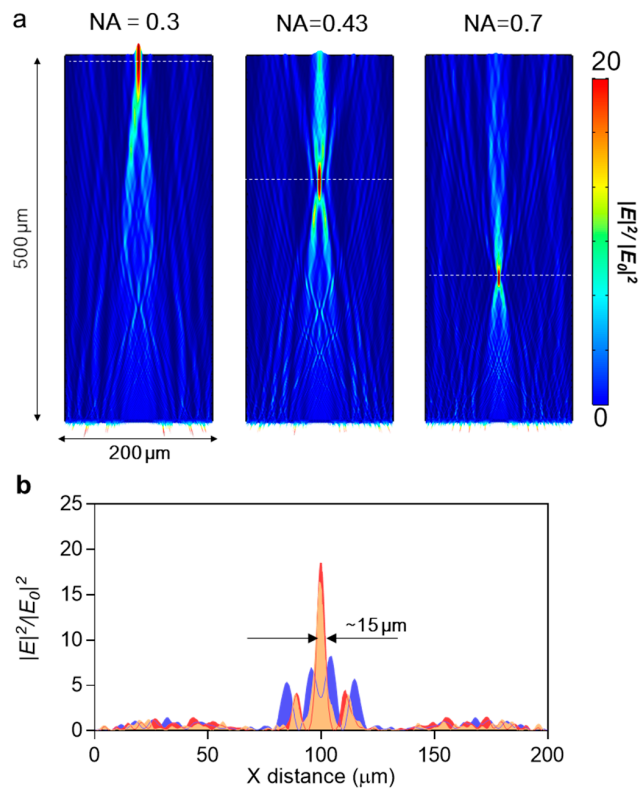 a
NA = 0.3 NA=0.43 NA=0.7
20
500 μm
|E|²/|E₀|²
0
200 μm
b
25
20
15
10
5
0
|E|²/|E₀|²
~15 μm
0 50 100 150 200
X distance (μm)